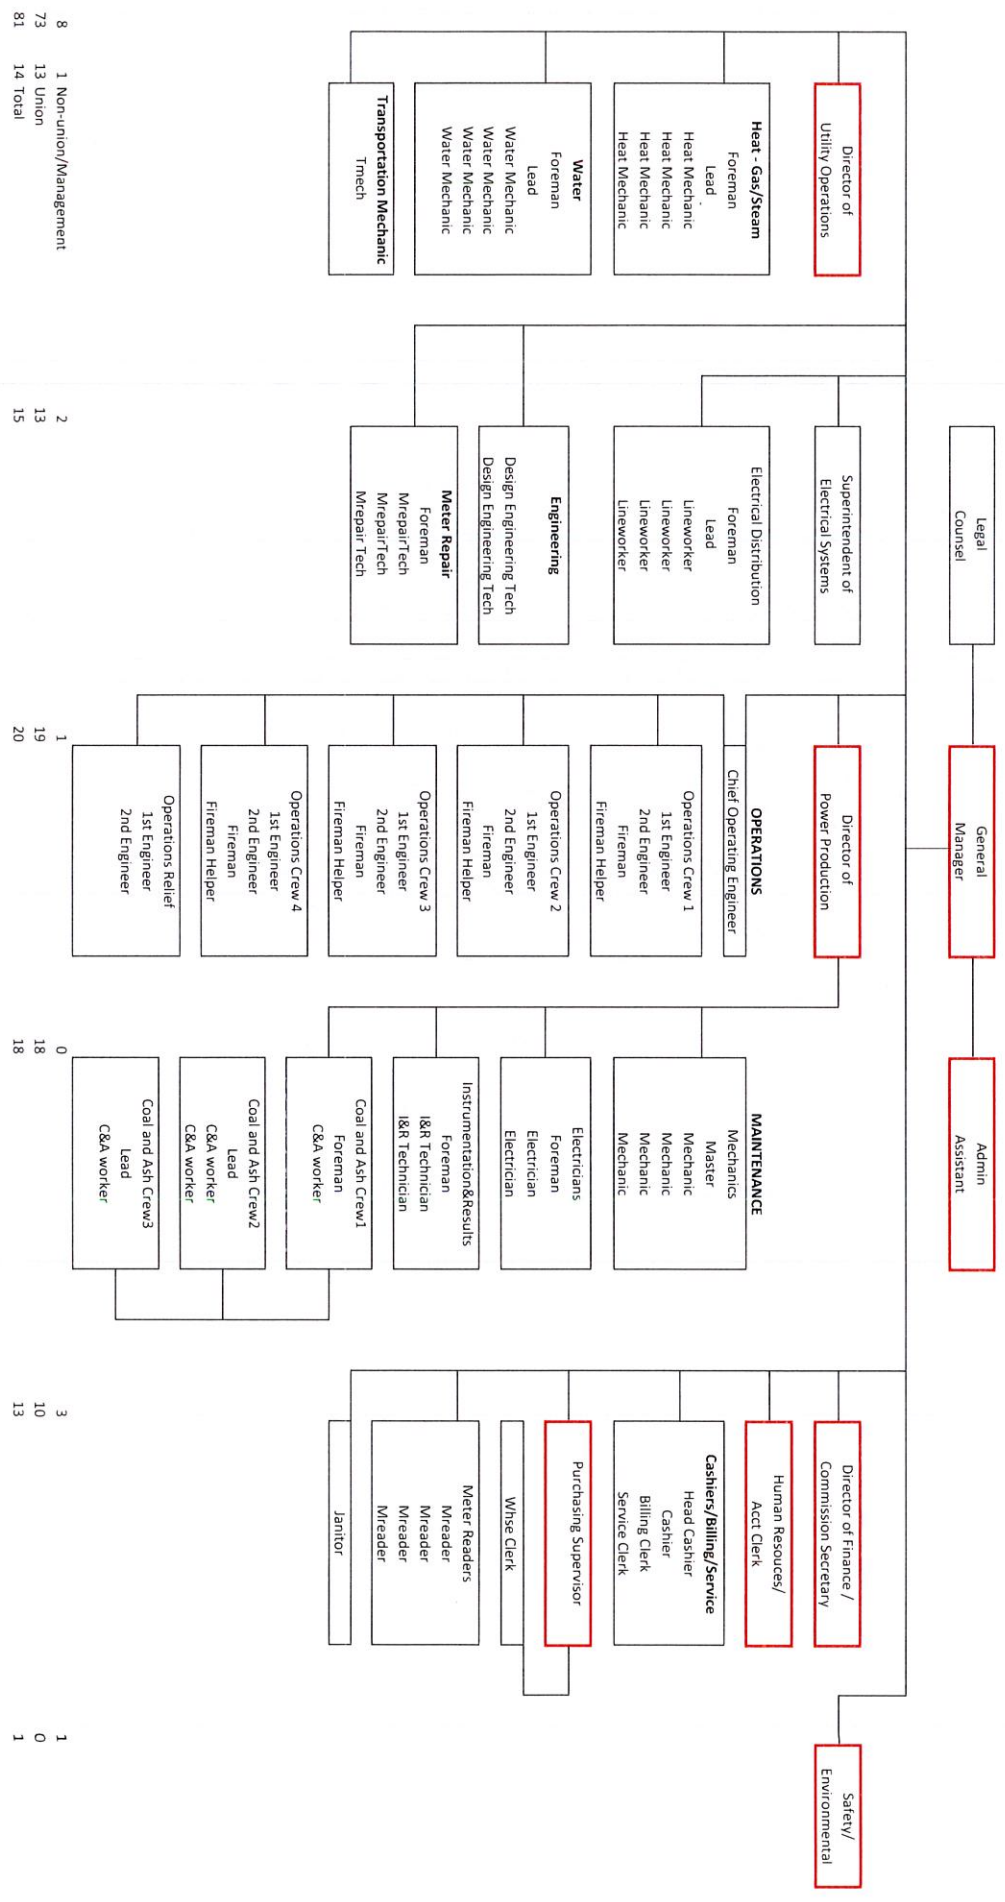 Legal
Counsel
General
Manager
Admin
Assistant
Director of
Utility Operations
Heat - Gas/Steam
Foreman
Lead
Heat Mechanic
Heat Mechanic
Heat Mechanic
Heat Mechanic
Water
Foreman
Lead
Water Mechanic
Water Mechanic
Water Mechanic
Water Mechanic
Transportation Mechanic
Tmech
Superintendent of
Electrical Systems
Electrical Distribution
Foreman
Lead
Lineworker
Lineworker
Lineworker
Lineworker
Engineering
Design Engineering Tech
Design Engineering Tech
Meter Repair
Foreman
MrepairTech
MrepairTech
Mrepair Tech
Director of
Power Production
OPERATIONS
Chief Operating Engineer
Operations Crew 1
1st Engineer
2nd Engineer
Fireman
Fireman Helper
Operations Crew 2
1st Engineer
2nd Engineer
Fireman
Fireman Helper
Operations Crew 3
1st Engineer
2nd Engineer
Fireman
Fireman Helper
Operations Crew 4
1st Engineer
2nd Engineer
Fireman
Fireman Helper
Operations Relief
1st Engineer
2nd Engineer
MAINTENANCE
Mechanics
Master
Mechanic
Mechanic
Mechanic
Mechanic
Electricians
Foreman
Electrician
Electrician
Instrumentation&Results
Foreman
I&R Technician
I&R Technician
Coal and Ash Crew1
Foreman
C&A worker
Coal and Ash Crew2
Lead
C&A worker
C&A worker
Coal and Ash Crew3
Lead
C&A worker
Director of Finance /
Commission Secretary
Human Resouces/
Acct Clerk
Cashiers/Billing/Service
Head Cashier
Cashier
Billing Clerk
Service Clerk
Purchasing Supervisor
Whse Clerk
Meter Readers
Mreader
Mreader
Mreader
Mreader
Janitor
Safety/
Environmental
8 1 Non-union/Management 2 1 0 3 1
73 13 Union 13 19 18 10 0
81 14 Total 15 20 18 13 1